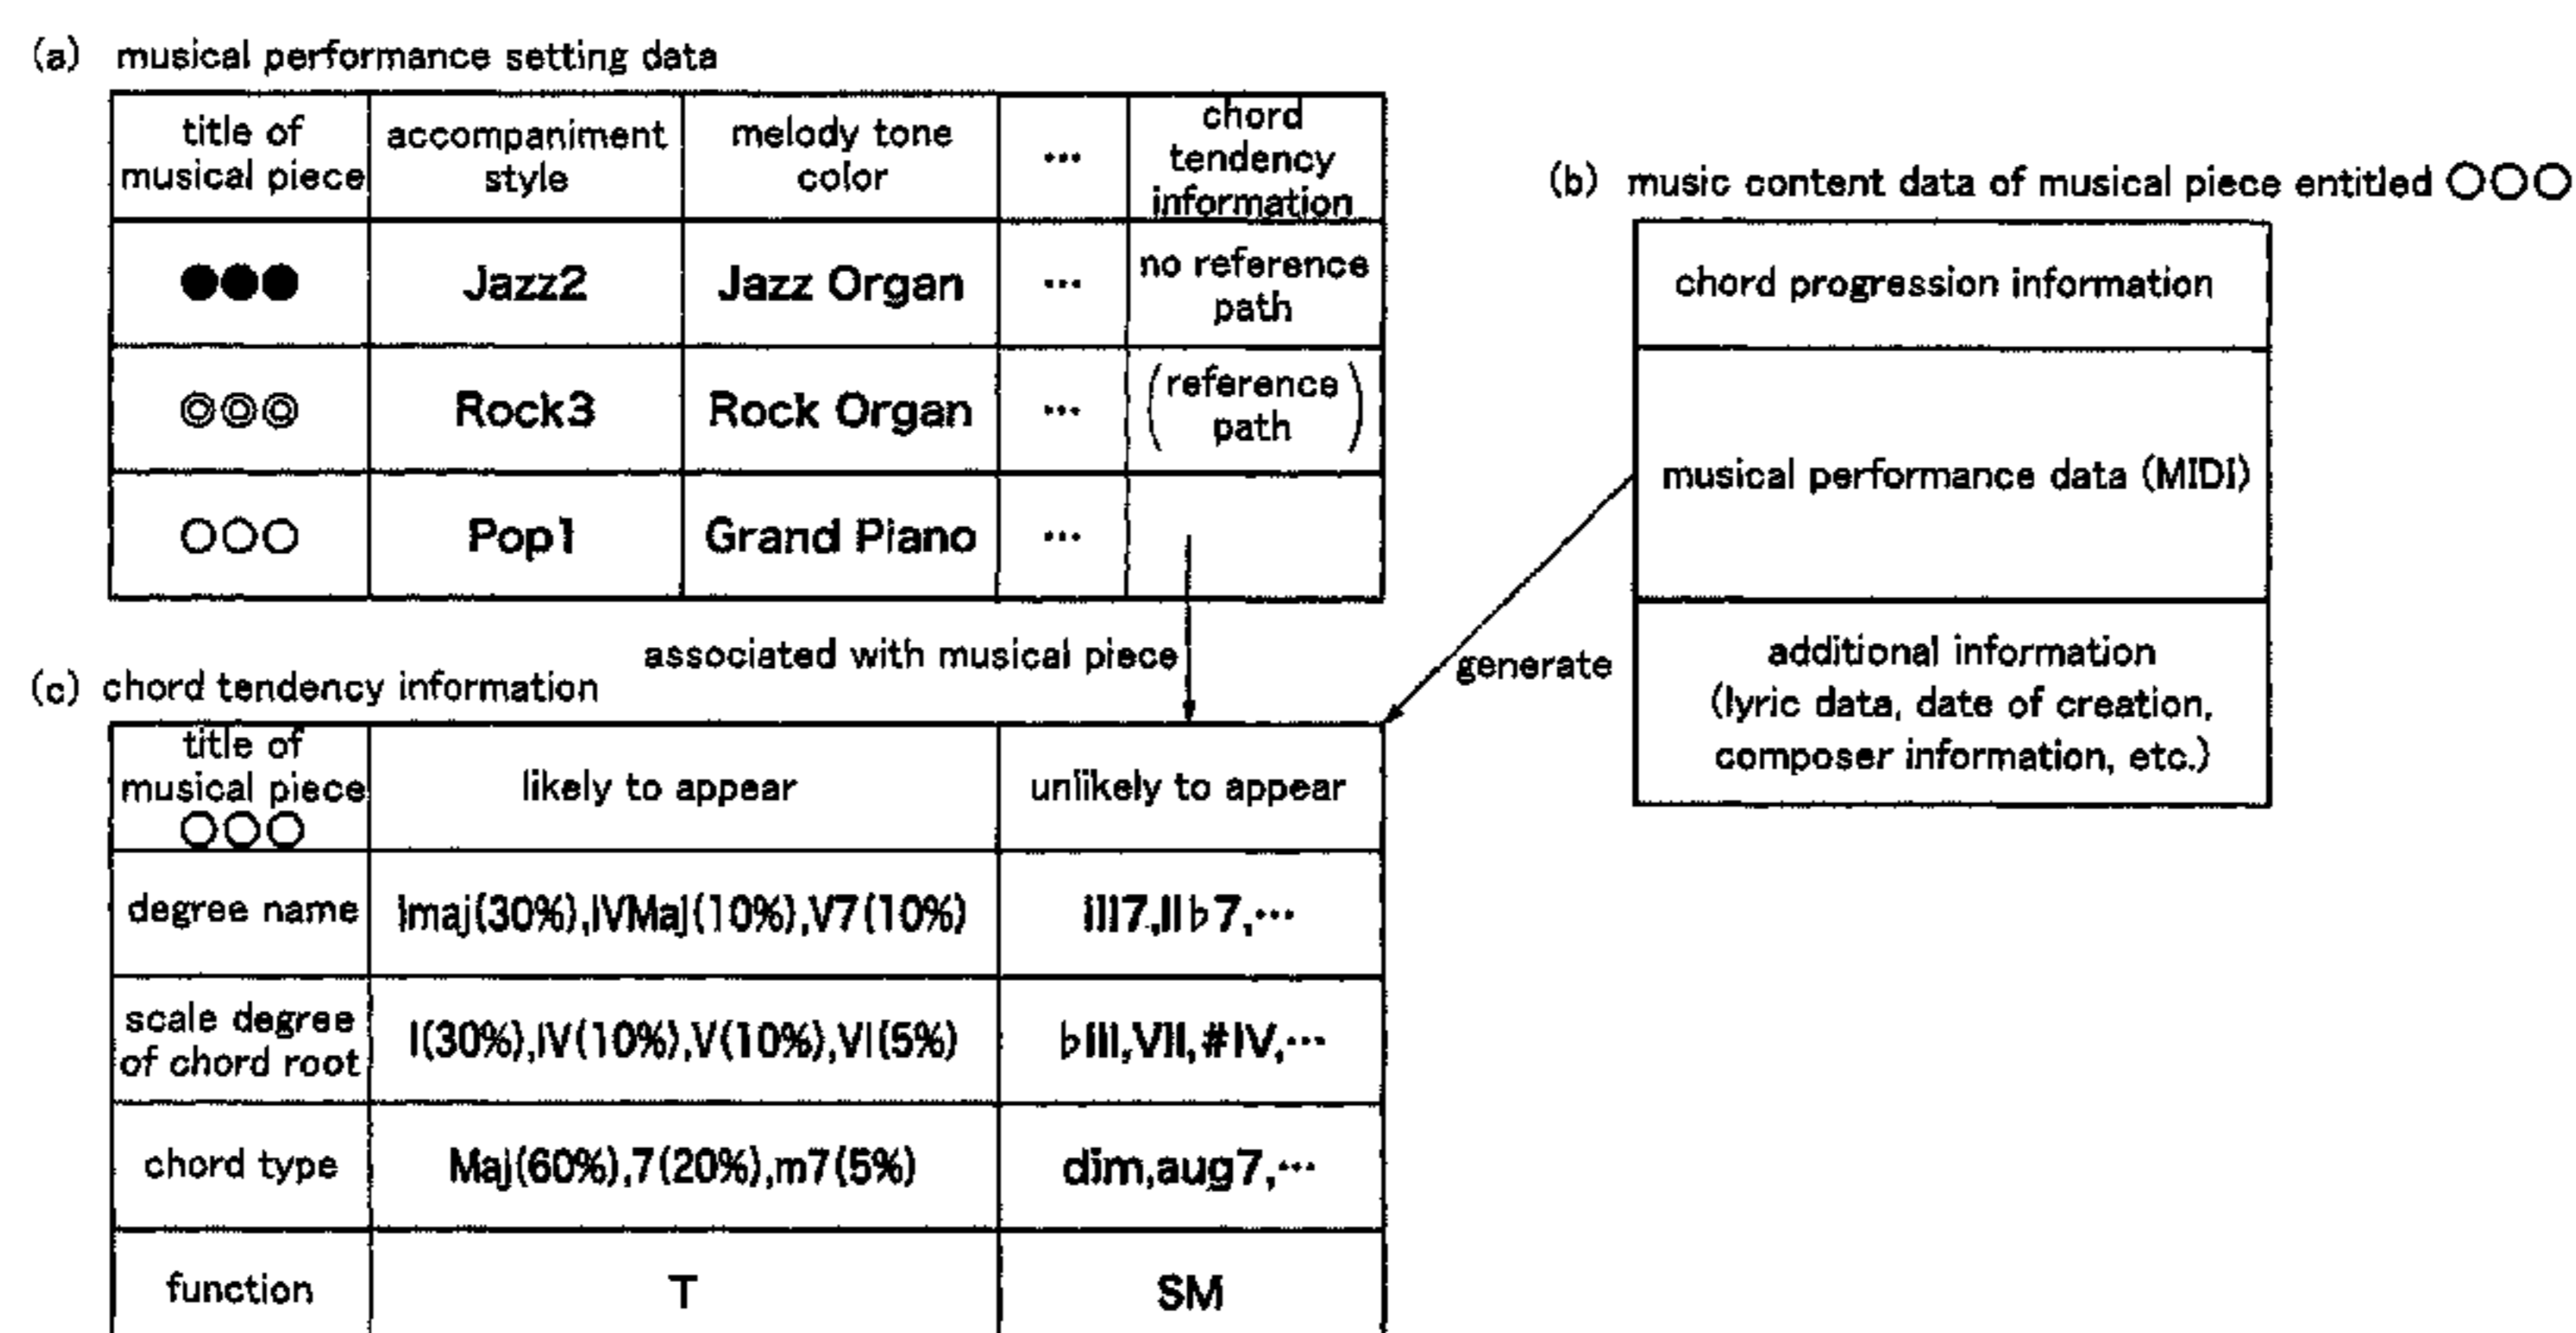 (a) musical performance setting data
title of
musical piece
accompaniment
style
melody tone
color
...
chord
tendency
information
●●●
Jazz2
Jazz Organ
...
no reference
path
◎◎◎
Rock3
Rock Organ
...
(reference
path)
○○○
Pop1
Grand Piano
...
associated with musical piece
generate
(b) music content data of musical piece entitled ○○○
chord progression information
musical performance data (MIDI)
additional information
(lyric data, date of creation,
composer information, etc.)
(c) chord tendency information
title of
musical piece
○○○
likely to appear
unlikely to appear
degree name
Imaj(30%),IVMaj(10%),V7(10%)
III7,II♭7,...
scale degree
of chord root
I(30%),IV(10%),V(10%),VI(5%)
♭III,VII,#IV,...
chord type
Maj(60%),7(20%),m7(5%)
dim,aug7,...
function
T
SM